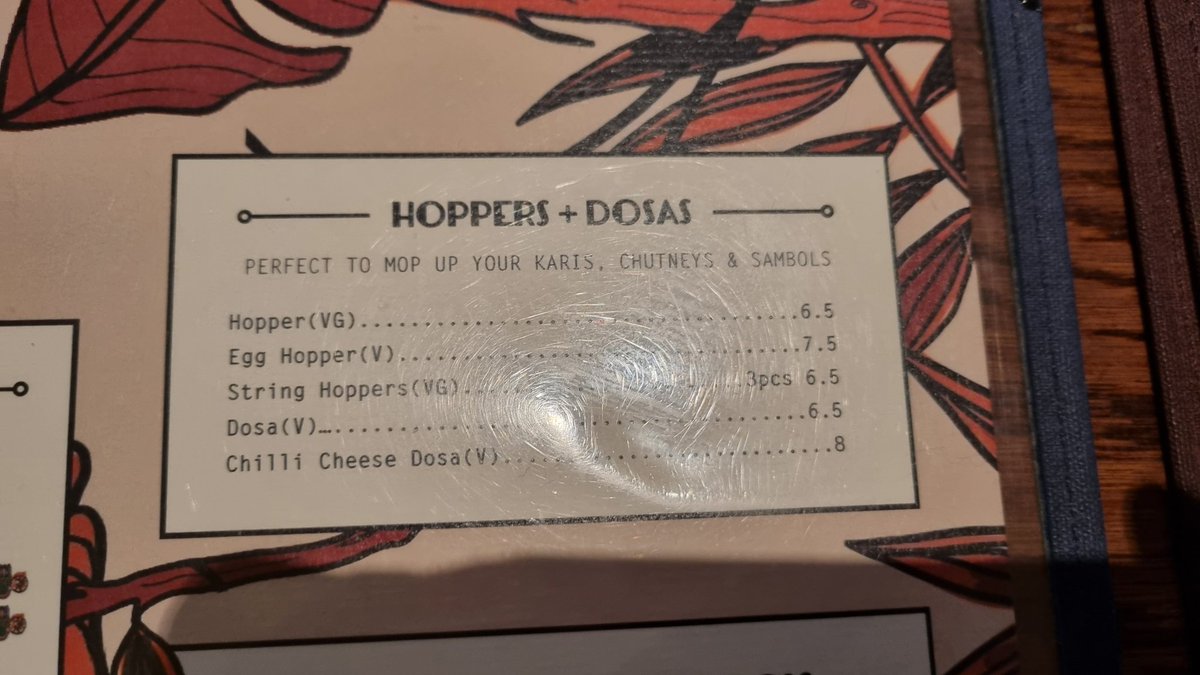 HOPPERS + DOSAS
PERFECT TO MOP UP YOUR KARIS, CHUTNEYS & SAMBOLS
Hopper(VG)..................................................6.5
Egg Hopper(V)...............................................7.5
String Hoppers(VG)................................3pcs 6.5
Dosa(V)….....................................................6.5
Chilli Cheese Dosa(V).......................................8